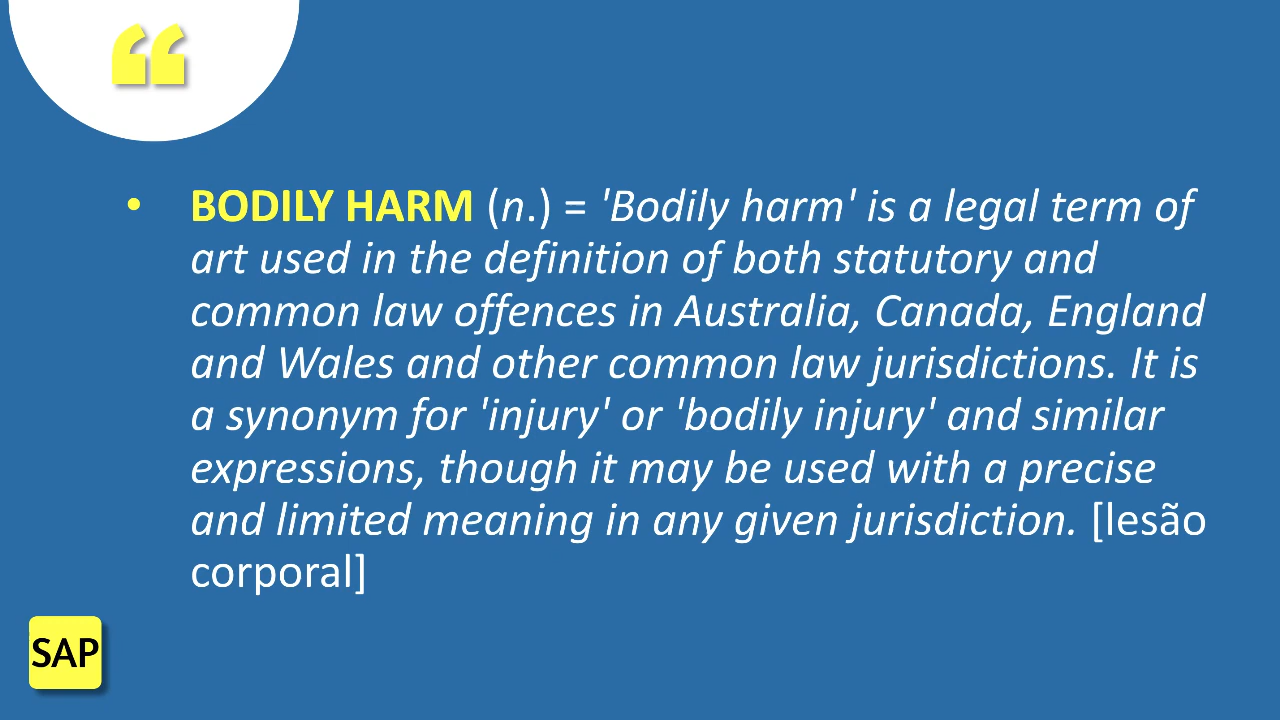 “
• BODILY HARM (n.) = 'Bodily harm' is a legal term of
art used in the definition of both statutory and
common law offences in Australia, Canada, England
and Wales and other common law jurisdictions. It is
a synonym for 'injury' or 'bodily injury' and similar
expressions, though it may be used with a precise
and limited meaning in any given jurisdiction. [lesão
corporal]
SAP